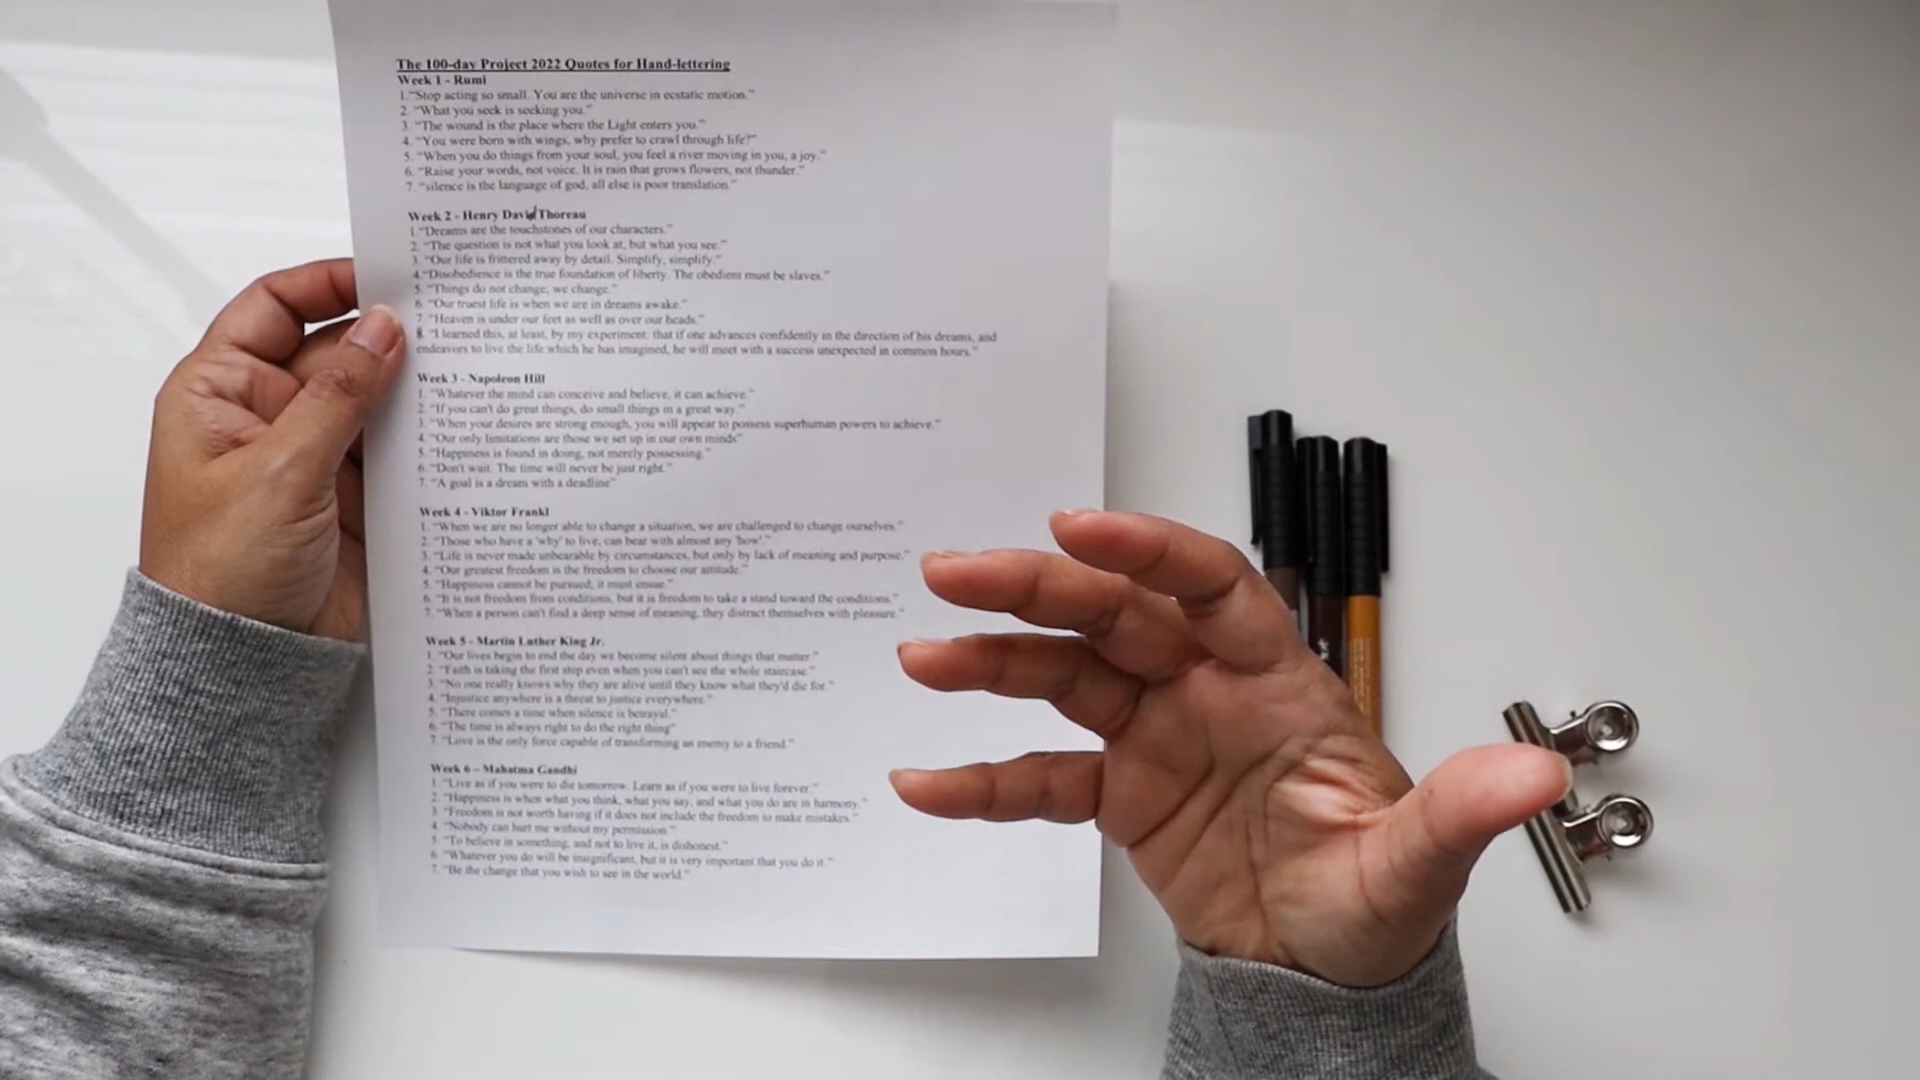 The 100-day Project 2022 Quotes for Hand-lettering
Week 1 - Rumi
1."Stop acting so small. You are the universe in ecstatic motion."
2. "What you seek is seeking you."
3. "The wound is the place where the Light enters you."
4. "You were born with wings, why prefer to crawl through life?"
5. "When you do things from your soul, you feel a river moving in you, a joy."
6. "Raise your words, not voice. It is rain that grows flowers, not thunder."
7. "silence is the language of god, all else is poor translation."
Week 2 - Henry David Thoreau
1."Dreams are the touchstones of our characters."
2. "The question is not what you look at, but what you see."
3. "Our life is frittered away by detail. Simplify, simplify."
4."Disobedience is the true foundation of liberty. The obedient must be slaves."
5. "Things do not change; we change."
6. "Our truest life is when we are in dreams awake."
7. "Heaven is under our feet as well as over our heads."
8. "I learned this, at least, by my experiment: that if one advances confidently in the direction of his dreams, and
endeavors to live the life which he has imagined, he will meet with a success unexpected in common hours."
Week 3 - Napoleon Hill
1. "Whatever the mind can conceive and believe, it can achieve."
2. "If you can't do great things, do small things in a great way."
3. "When your desires are strong enough, you will appear to possess superhuman powers to achieve."
4. "Our only limitations are those we set up in our own minds"
5. "Happiness is found in doing, not merely possessing."
6. "Don't wait. The time will never be just right."
7. "A goal is a dream with a deadline"
Week 4 - Viktor Frankl
1. "When we are no longer able to change a situation, we are challenged to change ourselves."
2. "Those who have a 'why' to live, can bear with almost any 'how'."
3. "Life is never made unbearable by circumstances, but only by lack of meaning and purpose."
4. "Our greatest freedom is the freedom to choose our attitude."
5. "Happiness cannot be pursued; it must ensue."
6. "It is not freedom from conditions, but it is freedom to take a stand toward the conditions."
7. "When a person can't find a deep sense of meaning, they distract themselves with pleasure."
Week 5 - Martin Luther King Jr.
1. "Our lives begin to end the day we become silent about things that matter."
2. "Faith is taking the first step even when you can't see the whole staircase."
3. "No one really knows why they are alive until they know what they'd die for."
4. "Injustice anywhere is a threat to justice everywhere."
5. "There comes a time when silence is betrayal."
6. "The time is always right to do the right thing"
7. "Love is the only force capable of transforming an enemy to a friend."
Week 6 – Mahatma Gandhi
1. "Live as if you were to die tomorrow. Learn as if you were to live forever."
2. "Happiness is when what you think, what you say, and what you do are in harmony."
3. "Freedom is not worth having if it does not include the freedom to make mistakes."
4. "Nobody can hurt me without my permission."
5. "To believe in something, and not to live it, is dishonest."
6. "Whatever you do will be insignificant, but it is very important that you do it."
7. "Be the change that you wish to see in the world."